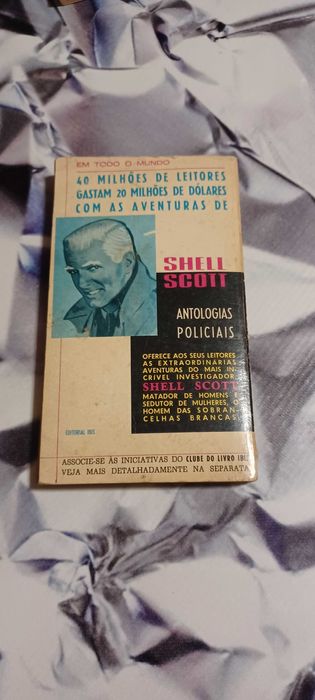 EM TODO O MUNDO
40 MILHÕES DE LEITORES
GASTAM 20 MILHÕES DE DÓLARES
COM AS AVENTURAS DE
SHELL
SCOTT
ANTOLOGIAS
POLICIAIS
OFERECE AOS SEUS LEITORES
AS EXTRAORDINÁRIAS
AVENTURAS DO MAIS IN-
CRÍVEL INVESTIGADOR
SHELL SCOTT
MATADOR DE HOMENS E
SEDUTOR DE MULHERES, O
HOMEM DAS SOBRAN-
CELHAS BRANCAS
EDITORIAL IBIS
ASSOCIE-SE ÀS INICIATIVAS DO CLUBE DO LIVRO IBIS
VEJA MAIS DETALHADAMENTE NA SEPARATA